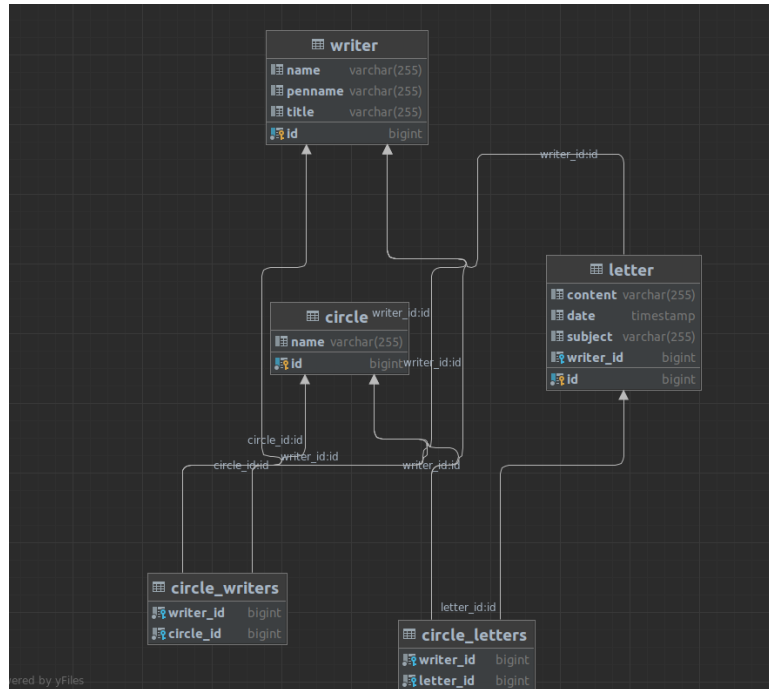 writer
name varchar(255)
penname varchar(255)
title varchar(255)
id bigint
writer_id:id
letter
content varchar(255)
date timestamp
subject varchar(255)
writer_id bigint
id bigint
circle
writer_id:id
name varchar(255)
id bigint
writer_id:id
circle_id:id
writer_id:id
circle_id:id
writer_id:id
circle_writers
writer_id bigint
circle_id bigint
letter_id:id
circle_letters
writer_id bigint
letter_id bigint
ered by yFiles